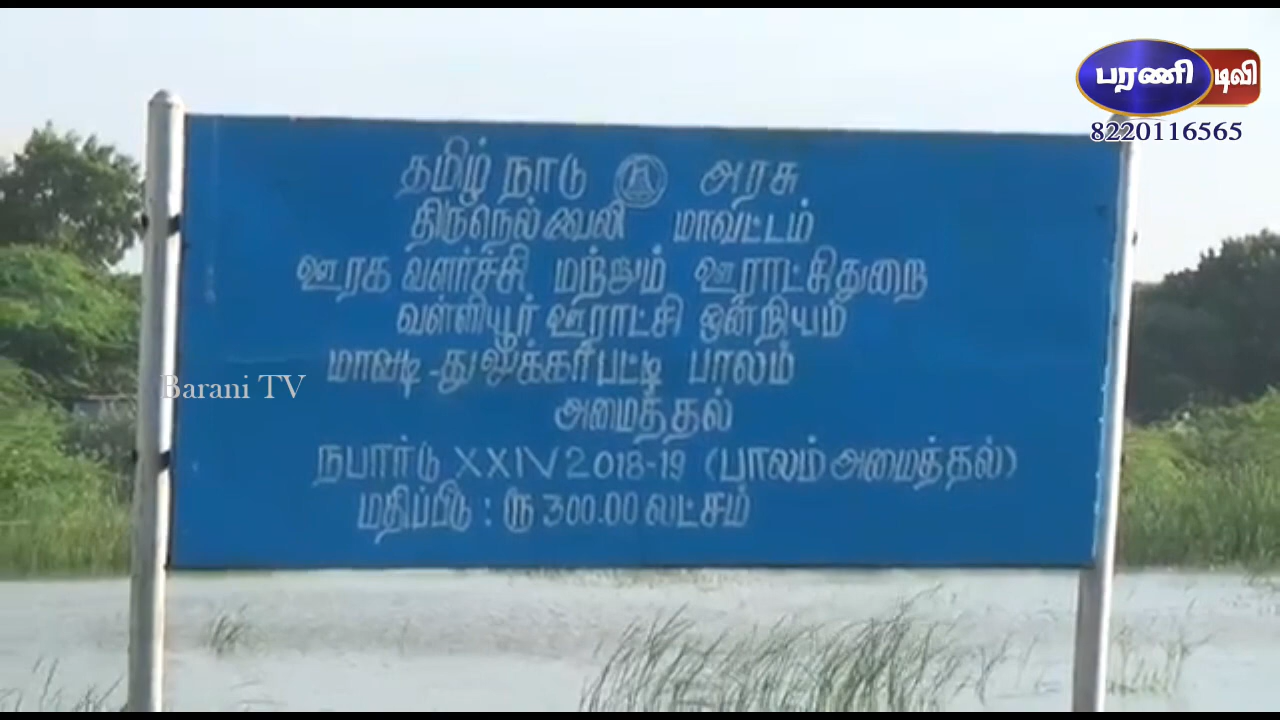 பரணி டிவி
8220116565
தமிழ் நாடு அரசு
திருநெல்வேலி மாவட்டம்
ஊரக வளர்ச்சி மற்றும் ஊராட்சிதுறை
வள்ளியூர் ஊராட்சி ஒன்றியம்
மாவடி - துலுக்கர்பட்டி பாலம்
அமைத்தல்
Barani TV
நபார்டு XXIV 2018-19 (பாலம் அமைத்தல்)
மதிப்பீடு : ரூ 300.00 லட்சம்